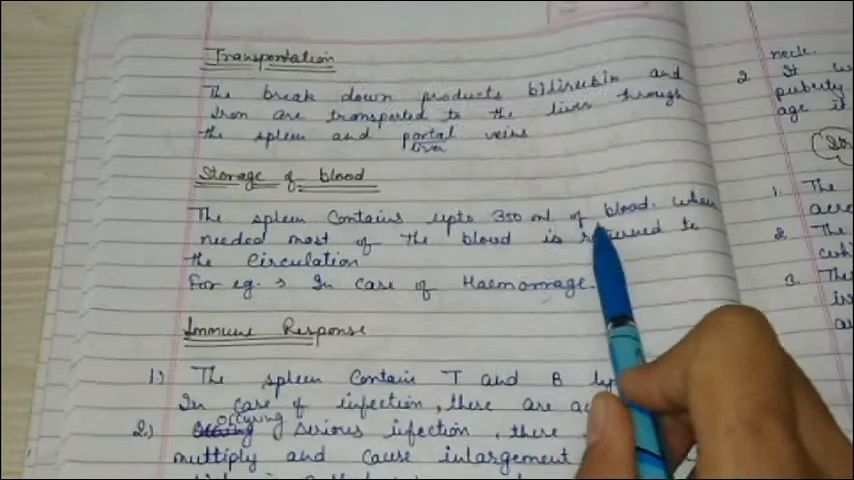 Transportation
The break down products bilirubin and
Iron are transported to the liver through
the spleen and portal veins
liver
Storage of blood
The spleen Contains upto 350 ml of blood. When
needed most of the blood is to
the Circulation
For eg. → In case of Haemorrage.
Immune Response
1.) The spleen Contain T and B
In case of infection, there are
occuring
2.) serious infection, there
multiply and cause inlargement
neck.
2 It
puberty
age
1. The
2. The
3. The